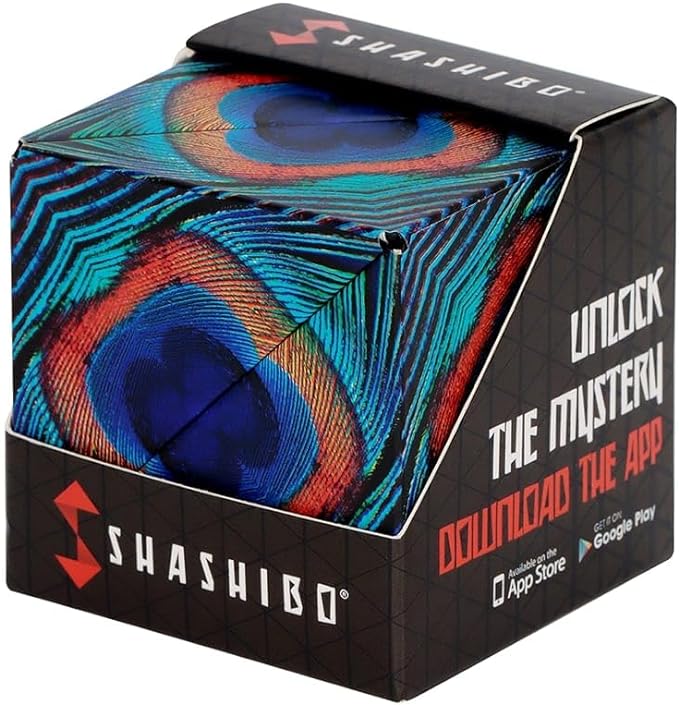 SHASHIBO
UNLOCK
THE MYSTERY
DOWNLOAD THE APP
Available on the
App Store
GET IT ON
Google Play
SHASHIBO®